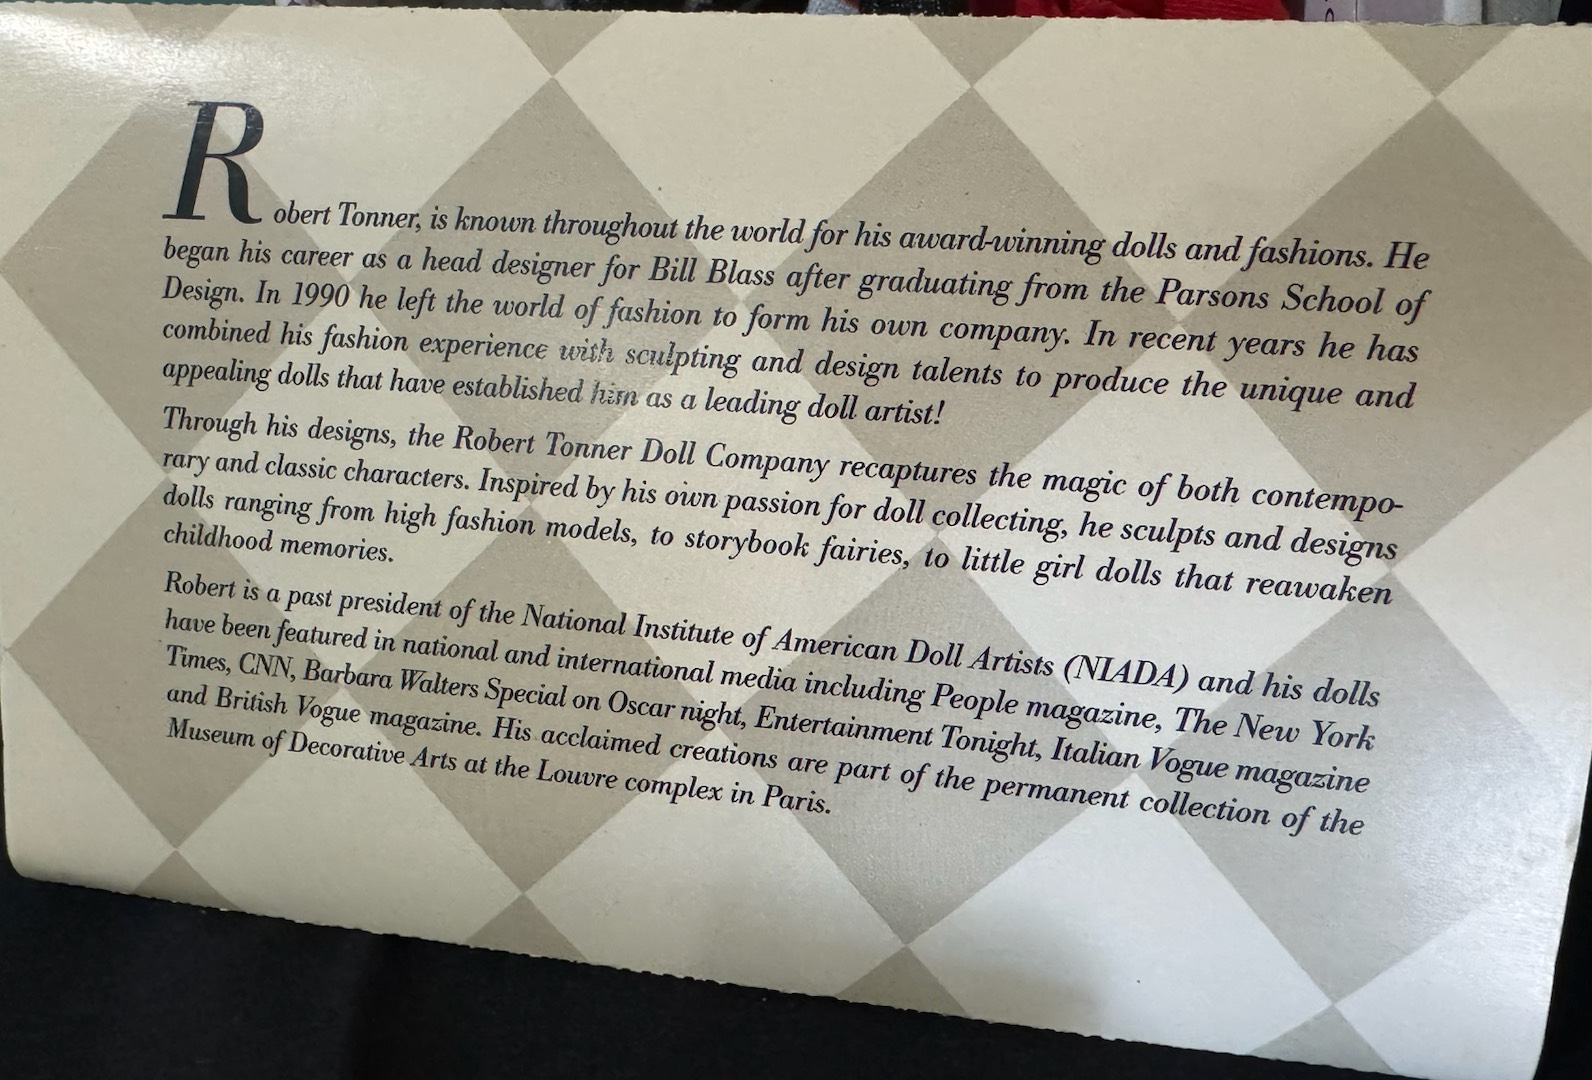 Robert Tonner, is known throughout the world for his award-winning dolls and fashions. He
began his career as a head designer for Bill Blass after graduating from the Parsons School of
Design. In 1990 he left the world of fashion to form his own company. In recent years he has
combined his fashion experience with sculpting and design talents to produce the unique and
appealing dolls that have established him as a leading doll artist!
Through his designs, the Robert Tonner Doll Company recaptures the magic of both contempo-
rary and classic characters. Inspired by his own passion for doll collecting, he sculpts and designs
dolls ranging from high fashion models, to storybook fairies, to little girl dolls that reawaken
childhood memories.
Robert is a past president of the National Institute of American Doll Artists (NIADA) and his dolls
have been featured in national and international media including People magazine, The New York
Times, CNN, Barbara Walters Special on Oscar night, Entertainment Tonight, Italian Vogue magazine
and British Vogue magazine. His acclaimed creations are part of the permanent collection of the
Museum of Decorative Arts at the Louvre complex in Paris.